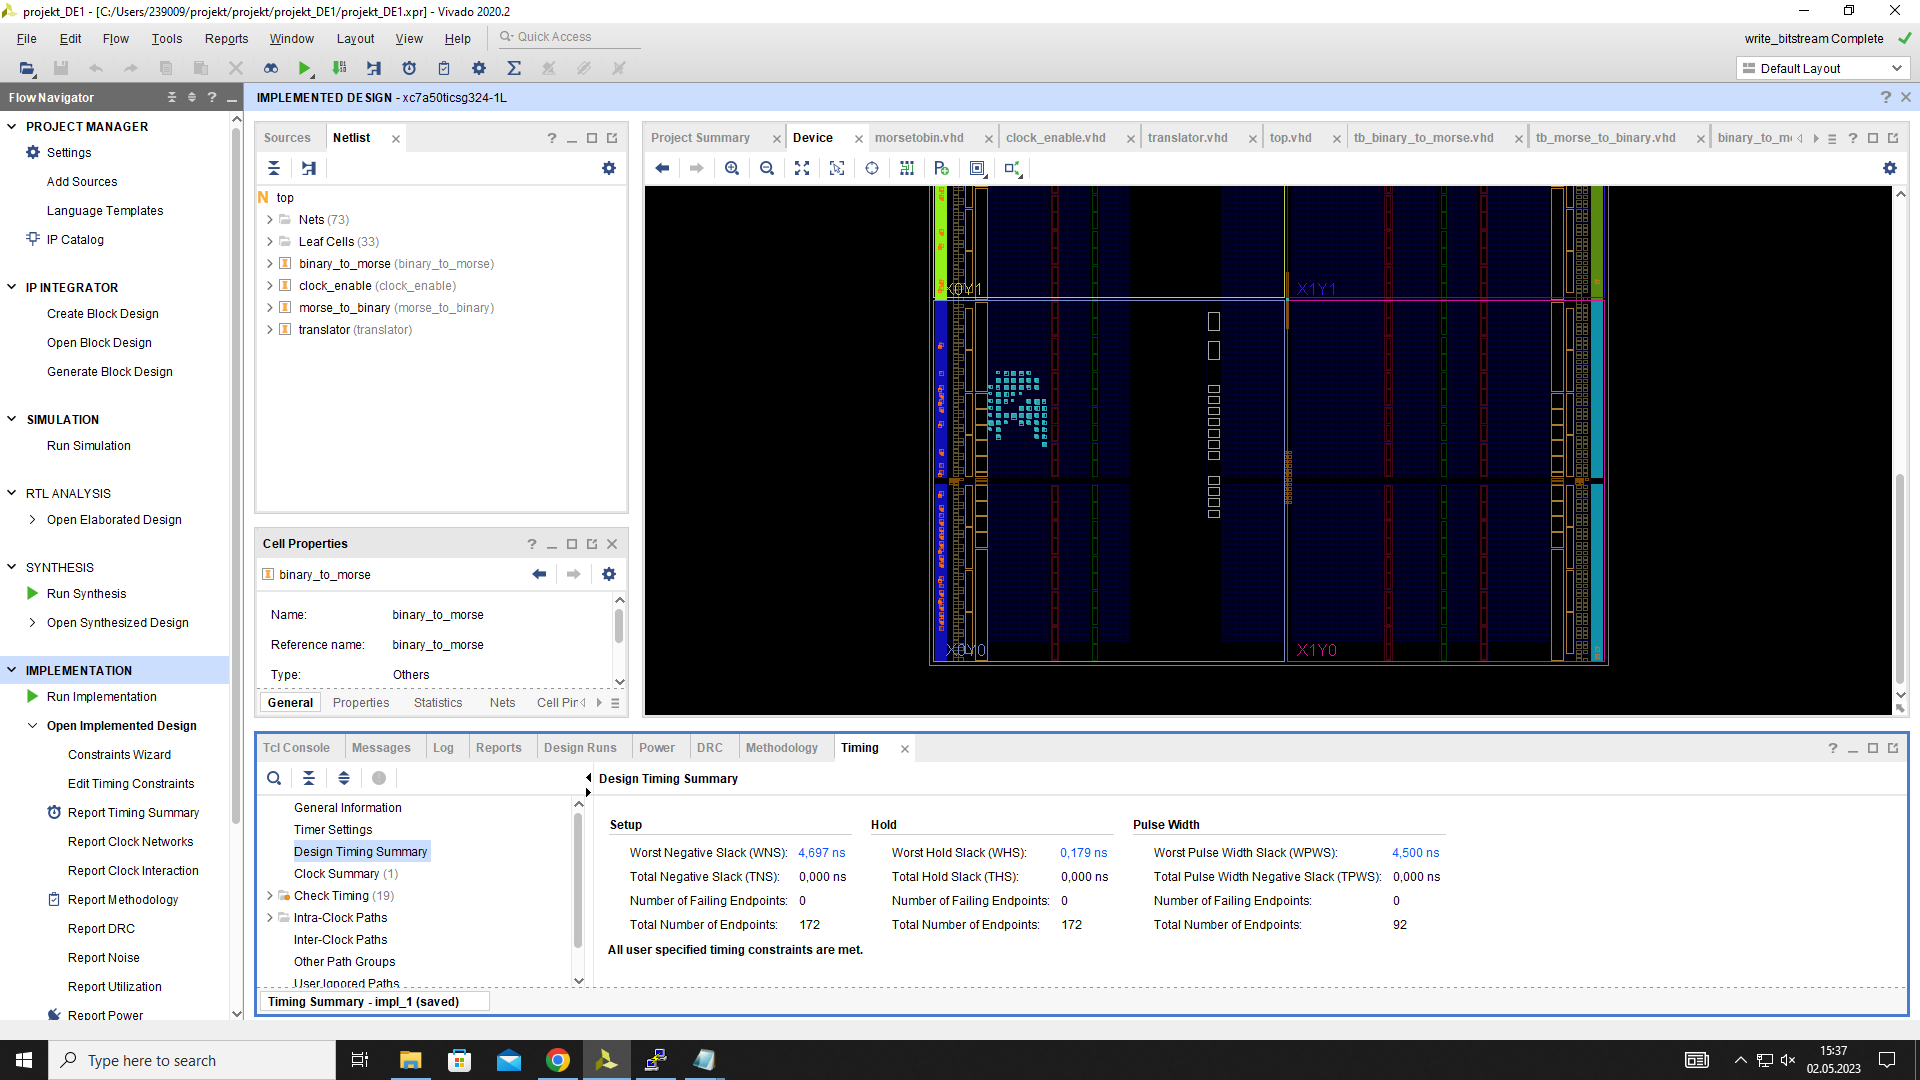 projekt_DE1 - [C:/Users/239009/projekt/projekt/projekt_DE1/projekt_DE1.xpr] - Vivado 2020.2
File Edit Flow Tools Reports Window Layout View Help Quick Access
write_bitstream Complete
Default Layout
Flow Navigator
PROJECT MANAGER
Settings
Add Sources
Language Templates
IP Catalog
IP INTEGRATOR
Create Block Design
Open Block Design
Generate Block Design
SIMULATION
Run Simulation
RTL ANALYSIS
Open Elaborated Design
SYNTHESIS
Run Synthesis
Open Synthesized Design
IMPLEMENTATION
Run Implementation
Open Implemented Design
Constraints Wizard
Edit Timing Constraints
Report Timing Summary
Report Clock Networks
Report Clock Interaction
Report Methodology
Report DRC
Report Noise
Report Utilization
Report Power
IMPLEMENTED DESIGN - xc7a50ticsg324-1L
Sources Netlist
N top
Nets (73)
Leaf Cells (33)
binary_to_morse (binary_to_morse)
clock_enable (clock_enable)
morse_to_binary (morse_to_binary)
translator (translator)
Cell Properties
binary_to_morse
Name: binary_to_morse
Reference name: binary_to_morse
Type: Others
General Properties Statistics Nets Cell Pin
Project Summary Device morsetobin.vhd clock_enable.vhd translator.vhd top.vhd tb_binary_to_morse.vhd tb_morse_to_binary.vhd binary_to_m
X0Y1 X1Y1
X0Y0 X1Y0
Tcl Console Messages Log Reports Design Runs Power DRC Methodology Timing
General Information
Timer Settings
Design Timing Summary
Clock Summary (1)
Check Timing (19)
Intra-Clock Paths
Inter-Clock Paths
Other Path Groups
User Ignored Paths
Design Timing Summary
Setup Hold Pulse Width
Worst Negative Slack (WNS): 4,697 ns Worst Hold Slack (WHS): 0,179 ns Worst Pulse Width Slack (WPWS): 4,500 ns
Total Negative Slack (TNS): 0,000 ns Total Hold Slack (THS): 0,000 ns Total Pulse Width Negative Slack (TPWS): 0,000 ns
Number of Failing Endpoints: 0 Number of Failing Endpoints: 0 Number of Failing Endpoints: 0
Total Number of Endpoints: 172 Total Number of Endpoints: 172 Total Number of Endpoints: 92
All user specified timing constraints are met.
Timing Summary - impl_1 (saved)
Type here to search
15:37
02.05.2023